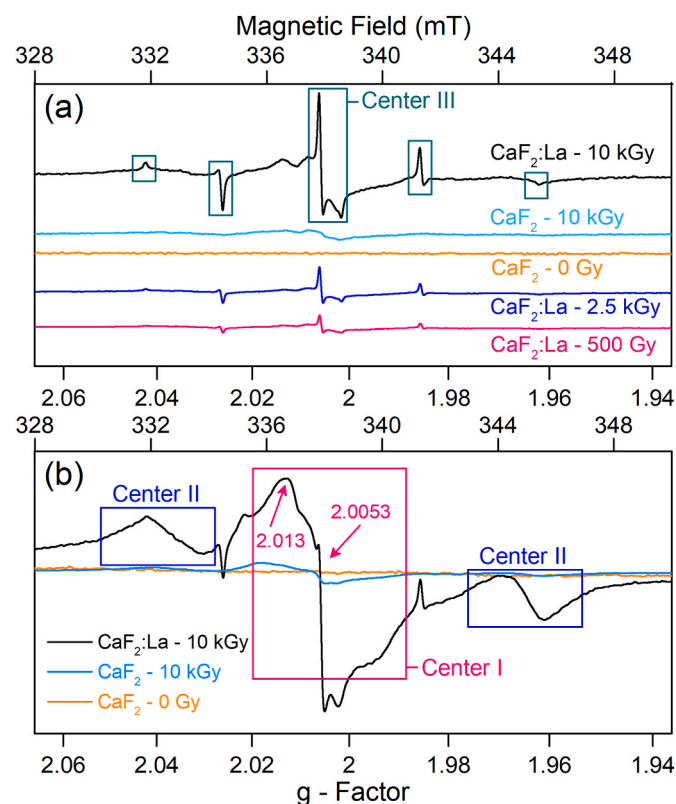 Magnetic Field (mT)
328 332 336 340 344 348
(a)
Center III
CaF2:La - 10 kGy
CaF2 - 10 kGy
CaF2 - 0 Gy
CaF2:La - 2.5 kGy
CaF2:La - 500 Gy
2.06 2.04 2.02 2 1.98 1.96 1.94
328 332 336 340 344 348
(b)
Center II
2.013
2.0053
Center II
CaF2:La - 10 kGy
CaF2 - 10 kGy
CaF2 - 0 Gy
Center I
2.06 2.04 2.02 2 1.98 1.96 1.94
g - Factor